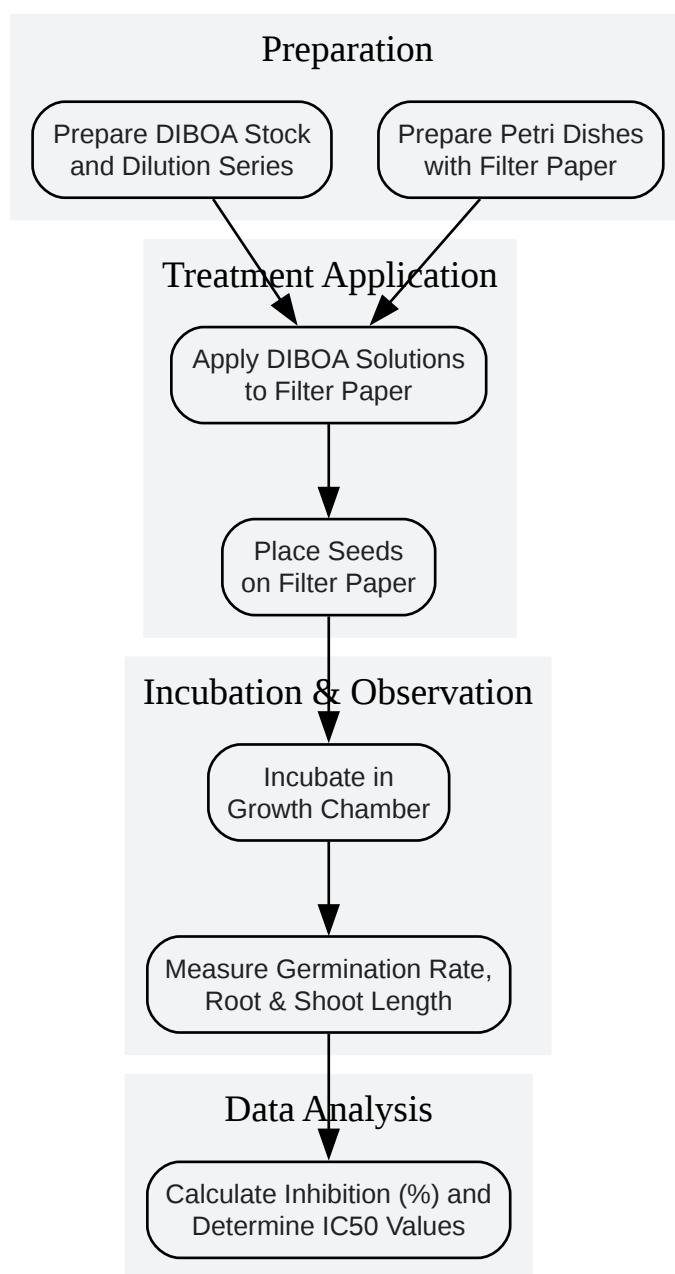 Preparation
Prepare DIBOA Stock
and Dilution Series
Prepare Petri Dishes
with Filter Paper
Treatment Application
Apply DIBOA Solutions
to Filter Paper
Place Seeds
on Filter Paper
Incubation & Observation
Incubate in
Growth Chamber
Measure Germination Rate,
Root & Shoot Length
Data Analysis
Calculate Inhibition (%) and
Determine IC50 Values